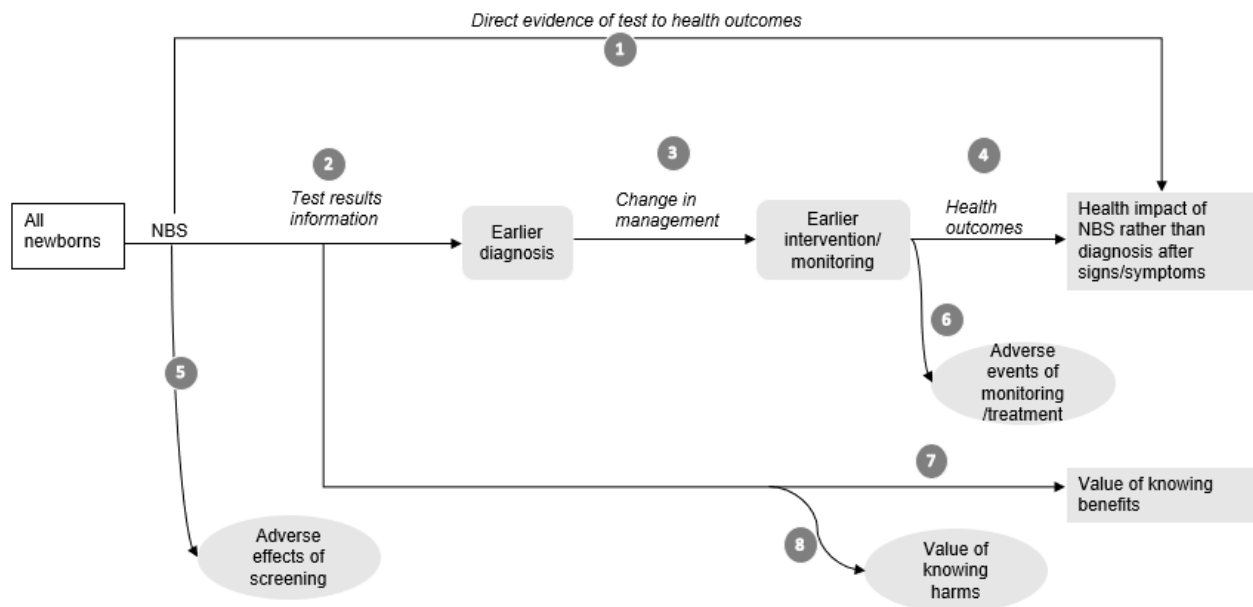 Direct evidence of test to health outcomes
1
2
3
4
Test results
information
Change in
management
Health
outcomes
All
newborns
NBS
Earlier
diagnosis
Earlier
intervention/
monitoring
Health impact of
NBS rather than
diagnosis after
signs/symptoms
5
6
Adverse
events of
monitoring
/treatment
7
Value of knowing
benefits
Adverse
effects of
screening
8
Value of
knowing
harms